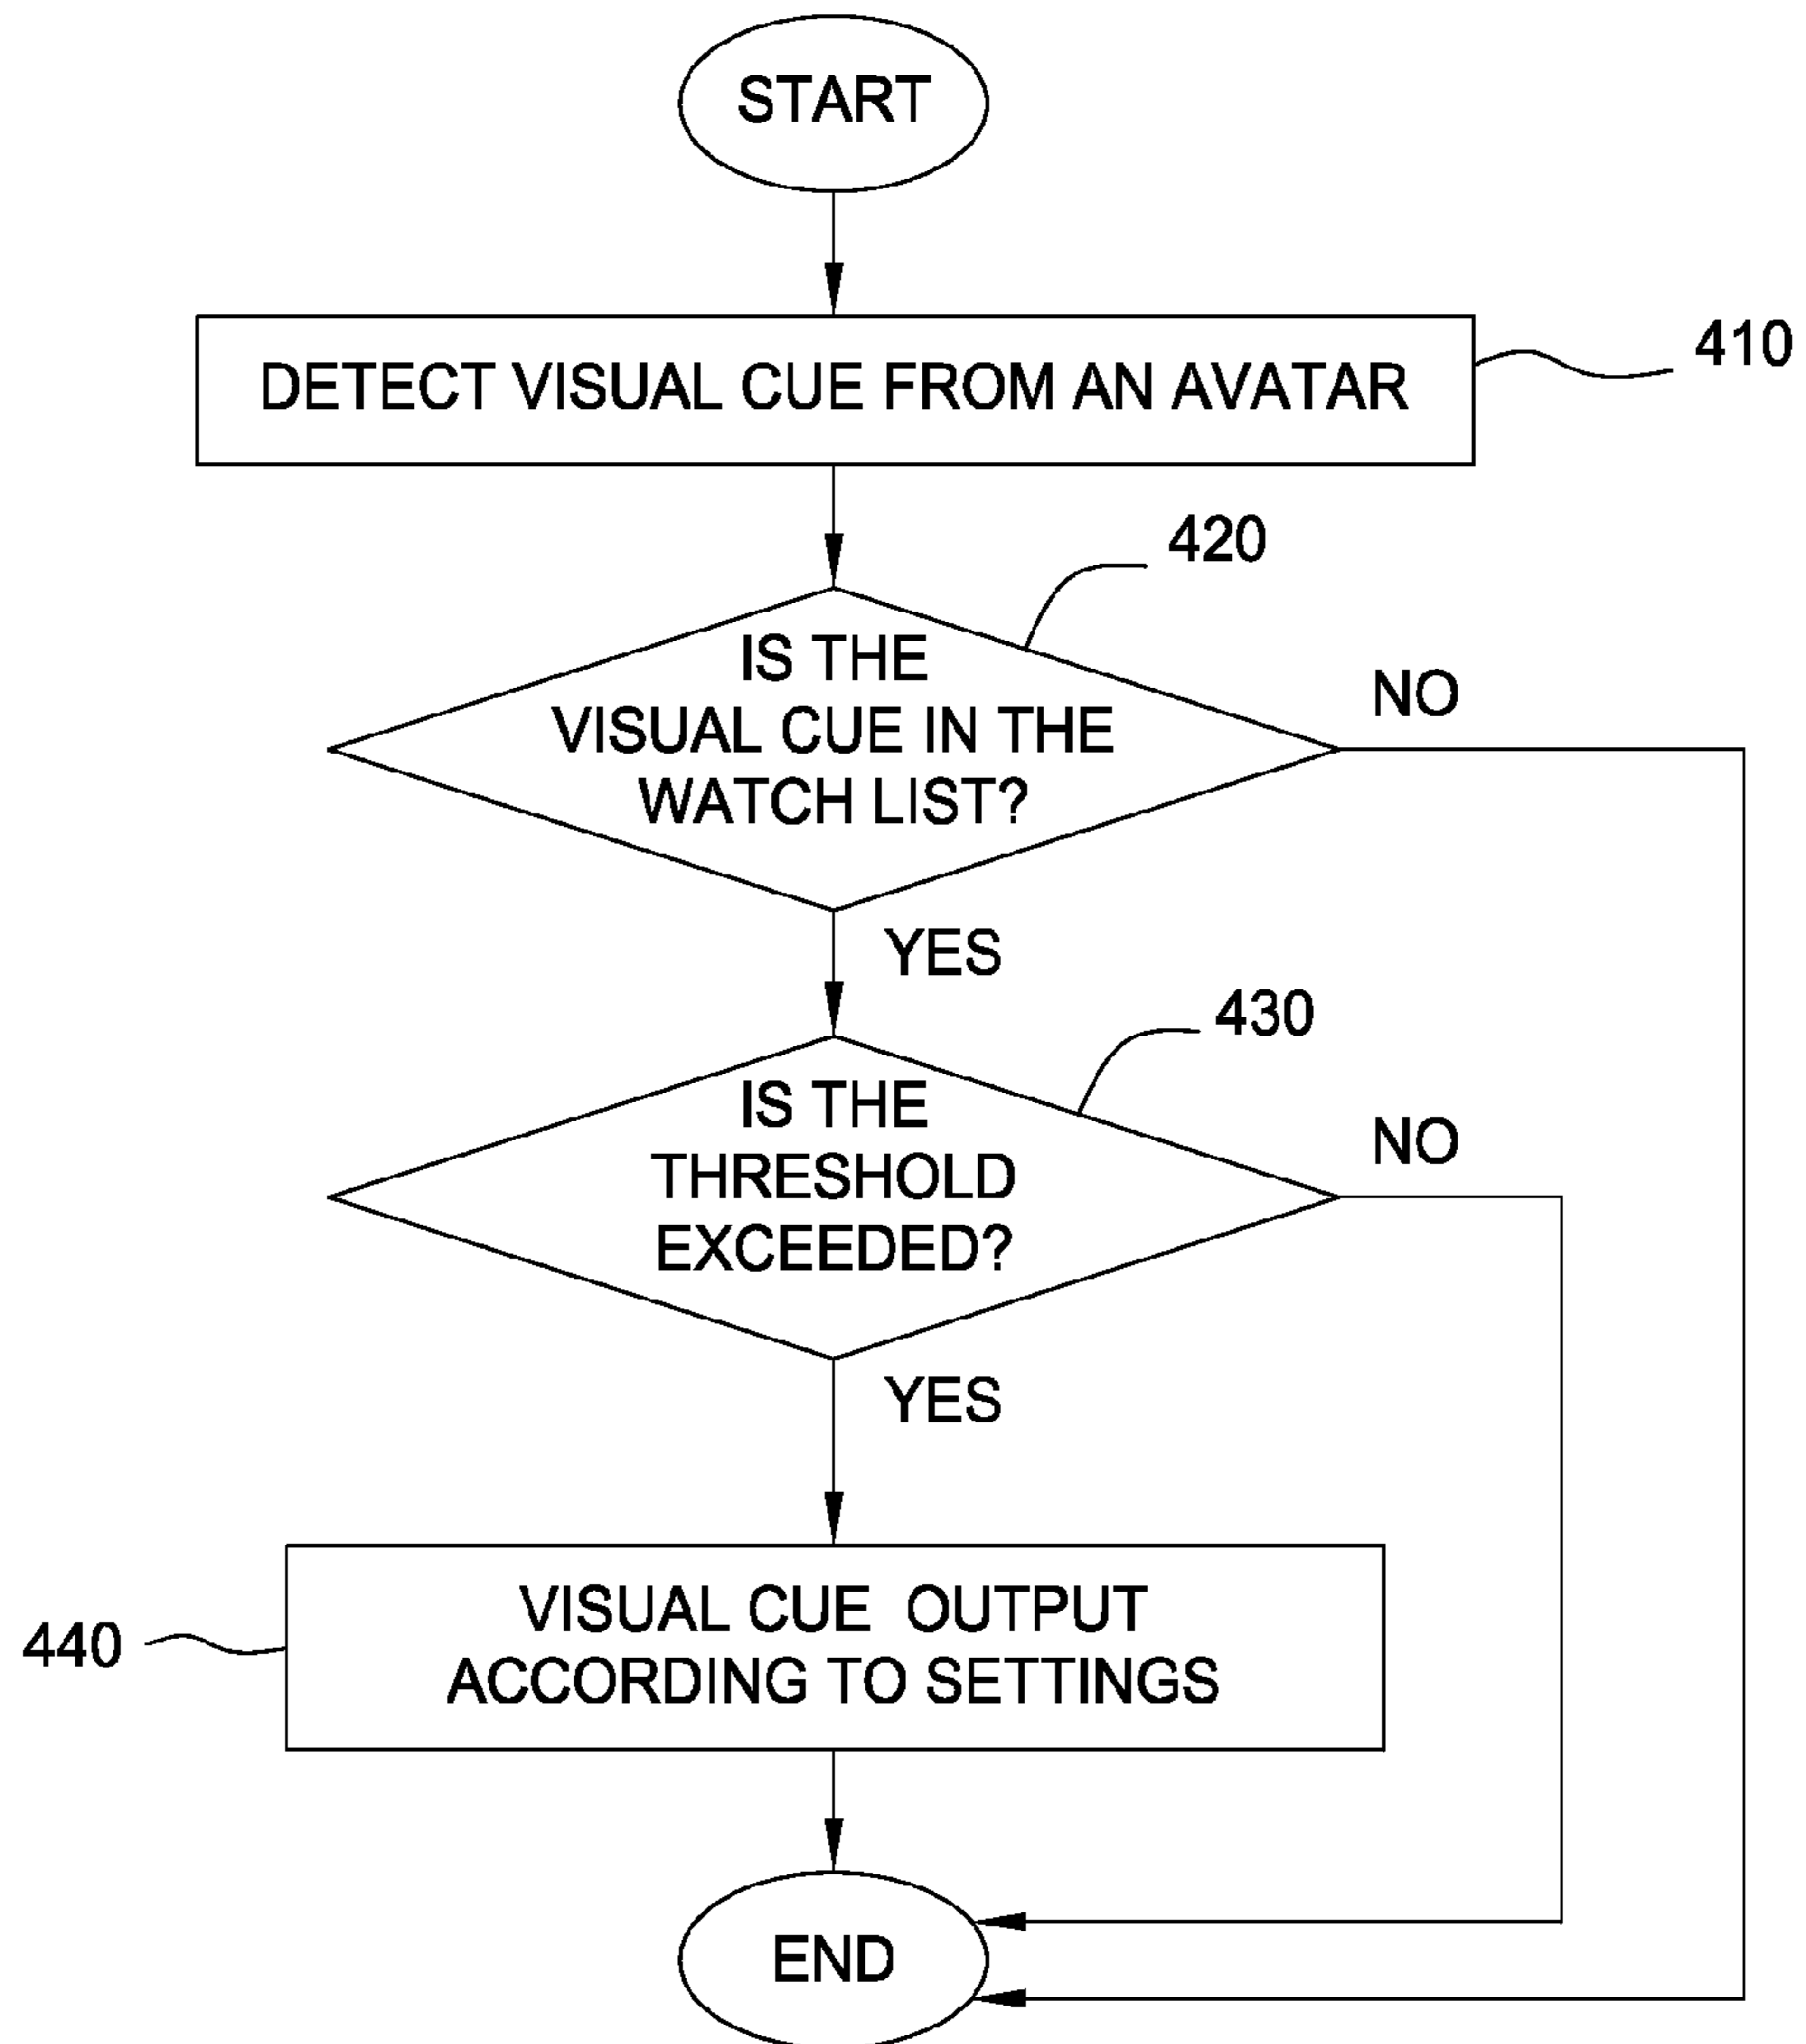 START
DETECT VISUAL CUE FROM AN AVATAR
410
420
IS THE
VISUAL CUE IN THE
WATCH LIST?
NO
YES
430
IS THE
THRESHOLD
EXCEEDED?
NO
YES
440
VISUAL CUE OUTPUT
ACCORDING TO SETTINGS
END